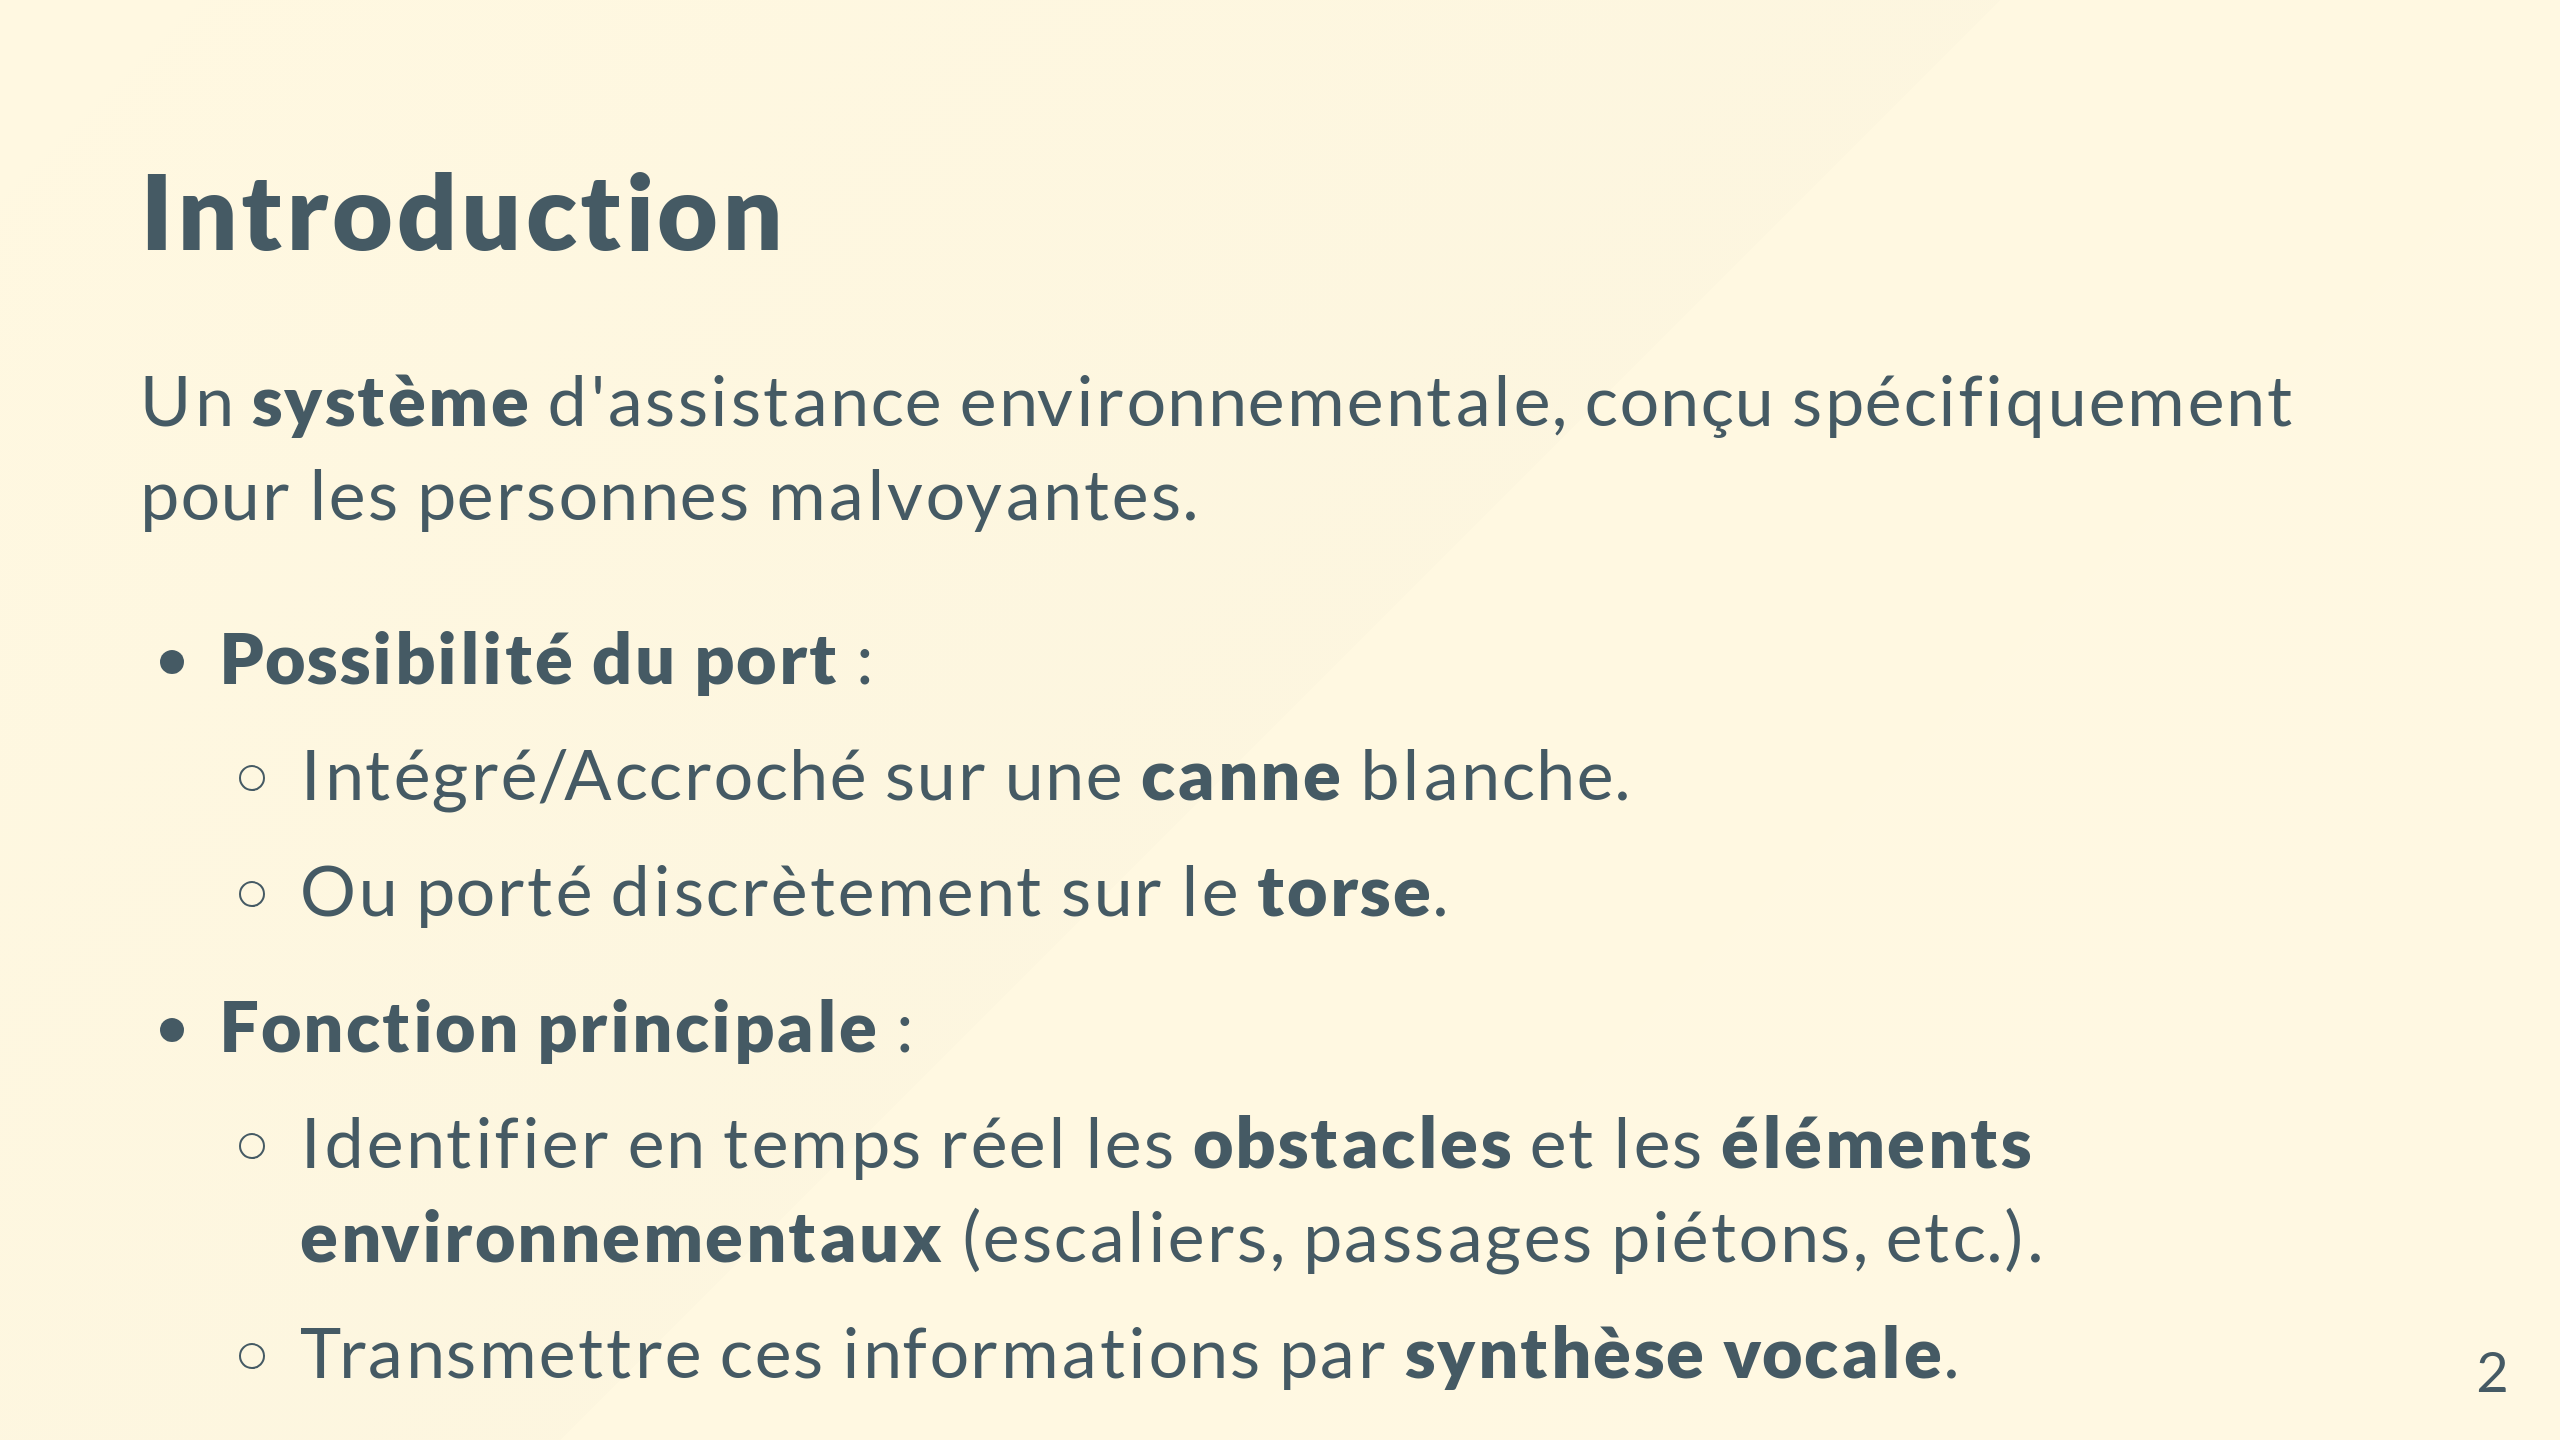 Introduction
Un système d'assistance environnementale, conçu spécifiquement
pour les personnes malvoyantes.
• Possibilité du port :
○ Intégré/Accroché sur une canne blanche.
○ Ou porté discrètement sur le torse.
• Fonction principale :
○ Identifier en temps réel les obstacles et les éléments
environnementaux (escaliers, passages piétons, etc.).
○ Transmettre ces informations par synthèse vocale.
2